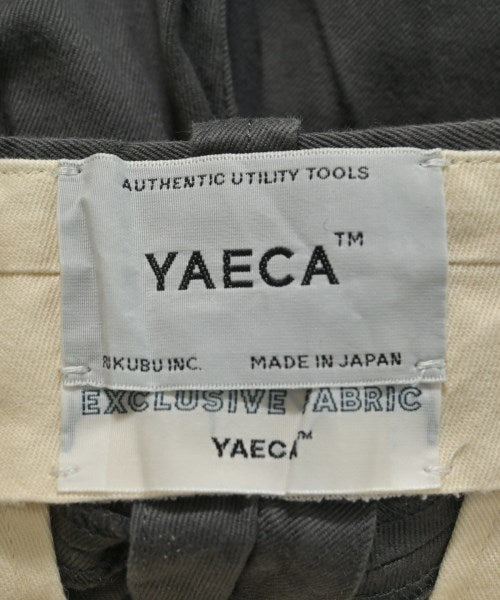 AUTHENTIC UTILITY TOOLS
YAECA™
INC. MADE IN JAPAN
EXCLUSIVE FABRIC
YAECA™